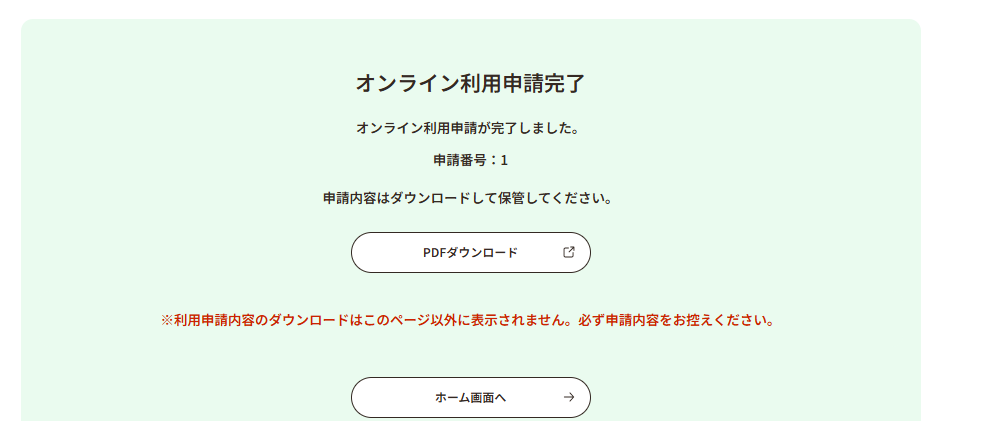 オンライン利用申請完了
オンライン利用申請が完了しました。
申請番号：1
申請内容はダウンロードして保管してください。
PDFダウンロード
※利用申請内容のダウンロードはこのページ以外に表示されません。必ず申請内容をお控えください。
ホーム画面へ